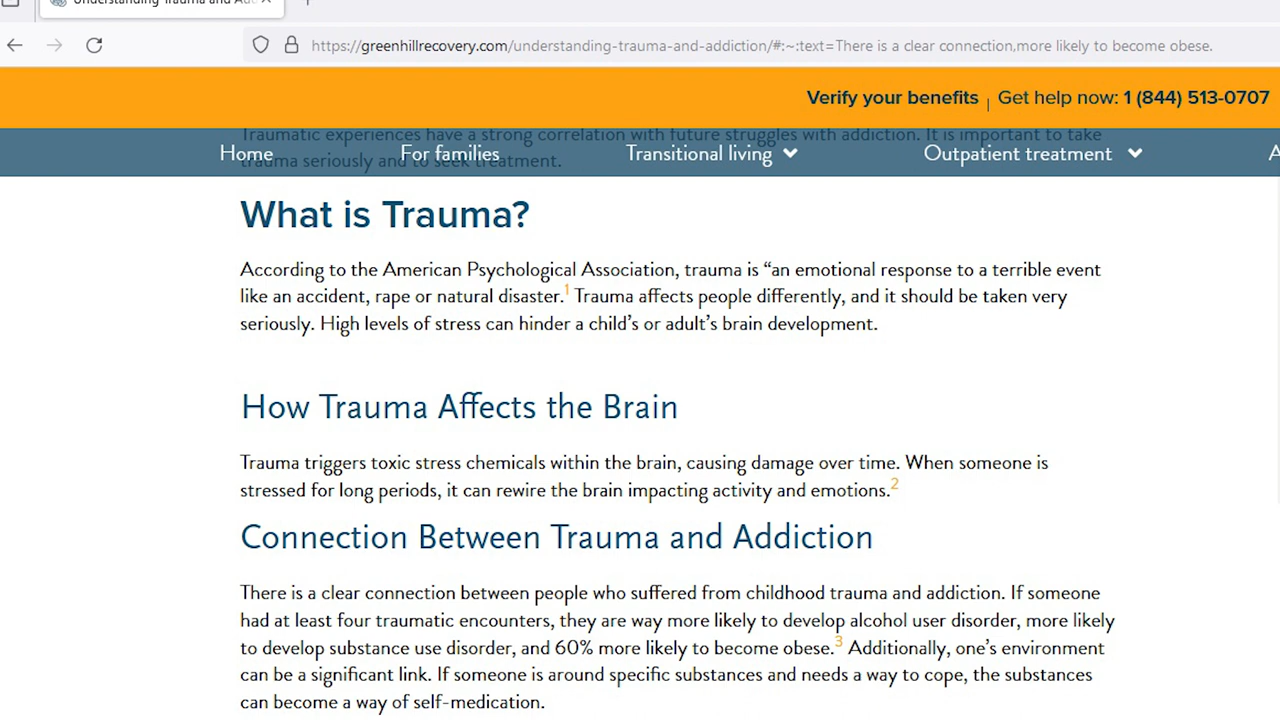 Understanding Trauma and Add
https://greenhillrecovery.com/understanding-trauma-and-addiction/#:~:text=There is a clear connection,more likely to become obese.
Verify your benefits | Get help now: 1 (844) 513-0707
Traumatic experiences have a strong correlation with future struggles with addiction. It is important to take
trauma seriously and to seek treatment.
Home For families Transitional living Outpatient treatment A
What is Trauma?
According to the American Psychological Association, trauma is “an emotional response to a terrible event
like an accident, rape or natural disaster.1 Trauma affects people differently, and it should be taken very
seriously. High levels of stress can hinder a child’s or adult’s brain development.
How Trauma Affects the Brain
Trauma triggers toxic stress chemicals within the brain, causing damage over time. When someone is
stressed for long periods, it can rewire the brain impacting activity and emotions.2
Connection Between Trauma and Addiction
There is a clear connection between people who suffered from childhood trauma and addiction. If someone
had at least four traumatic encounters, they are way more likely to develop alcohol user disorder, more likely
to develop substance use disorder, and 60% more likely to become obese.3 Additionally, one’s environment
can be a significant link. If someone is around specific substances and needs a way to cope, the substances
can become a way of self-medication.